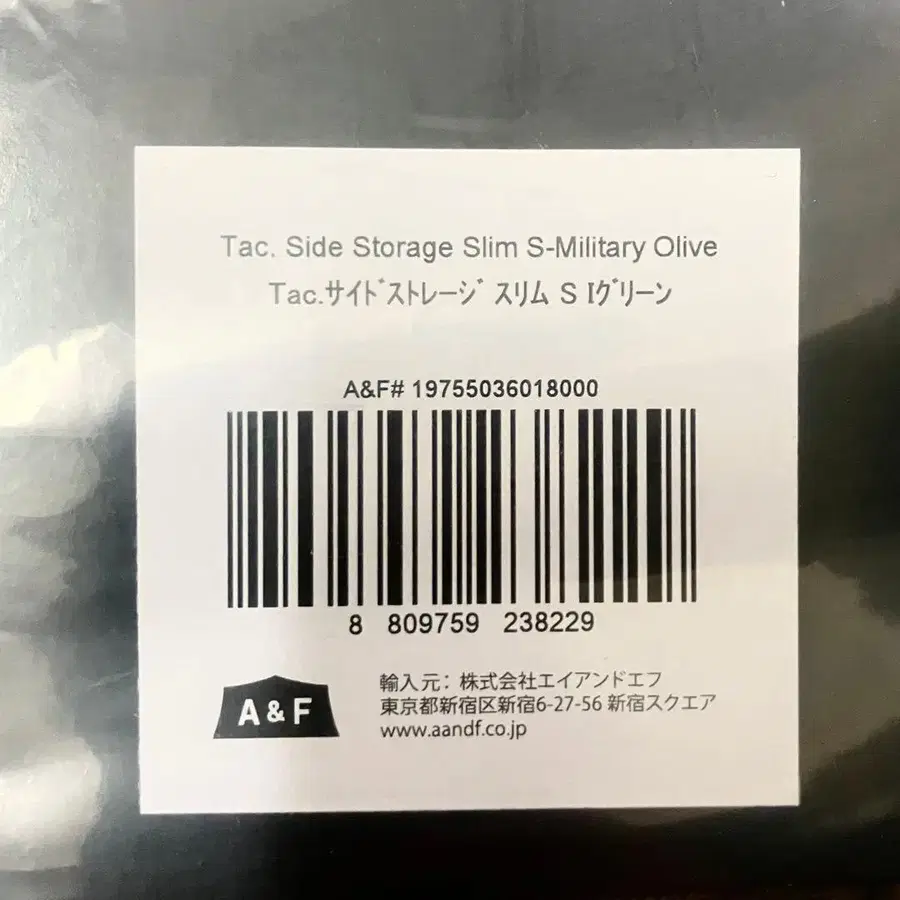 Tac. Side Storage Slim S-Military Olive
Tac.ｻｲﾄﾞｽﾄﾚｰｼﾞ ｽﾘﾑ S Iｸﾞﾘｰﾝ
A&F# 19755036018000
8 809759 238229
A & F
輸入元：株式会社エイアンドエフ
東京都新宿区新宿6-27-56 新宿スクエア
www.aandf.co.jp